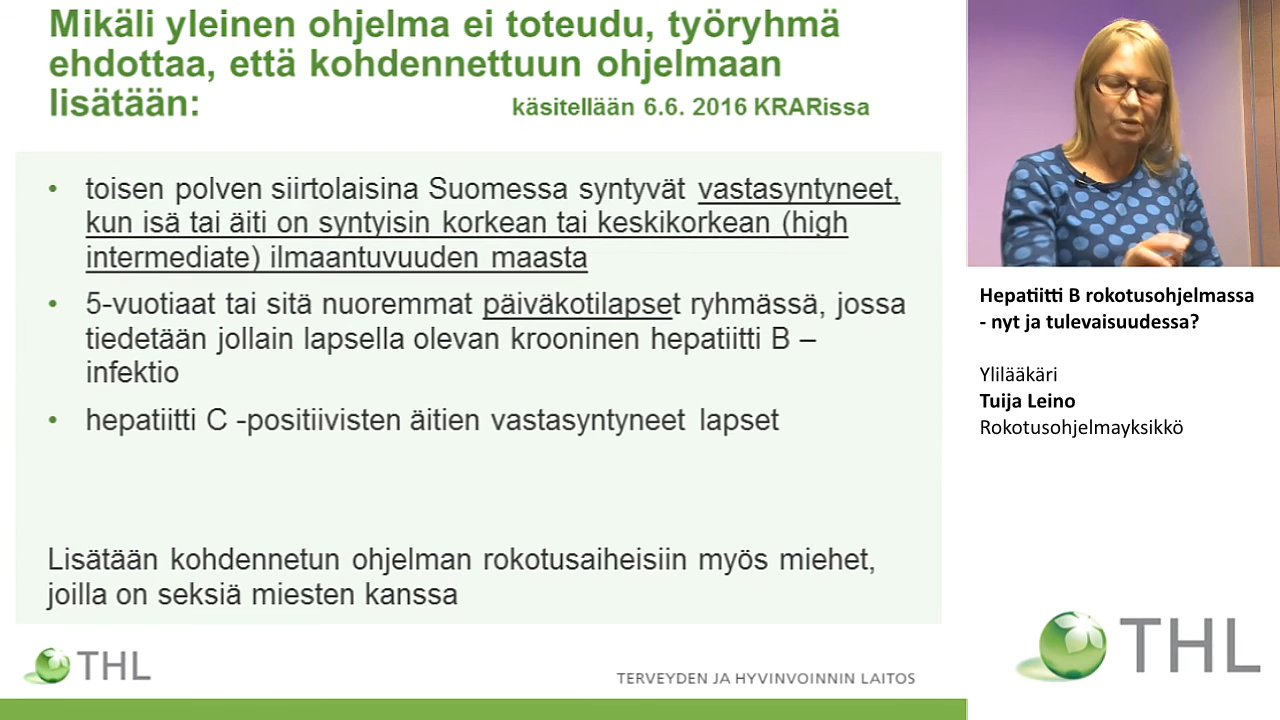 Mikäli yleinen ohjelma ei toteudu, työryhmä
ehdottaa, että kohdennettuun ohjelmaan
lisätään:
käsitellään 6.6. 2016 KRARissa
• toisen polven siirtolaisina Suomessa syntyvät vastasyntyneet,
kun isä tai äiti on syntyisin korkean tai keskikorkean (high
intermediate) ilmaantuvuuden maasta
• 5-vuotiaat tai sitä nuoremmat päiväkotilapset ryhmässä, jossa
tiedetään jollain lapsella olevan krooninen hepatiitti B –
infektio
• hepatiitti C -positiivisten äitien vastasyntyneet lapset
Lisätään kohdennetun ohjelman rokotusaiheisiin myös miehet,
joilla on seksiä miesten kanssa
THL
TERVEYDEN JA HYVINVOINNIN LAITOS
Hepatiitti B rokotusohjelmassa
- nyt ja tulevaisuudessa?
Ylilääkäri
Tuija Leino
Rokotusohjelmayksikkö
THL